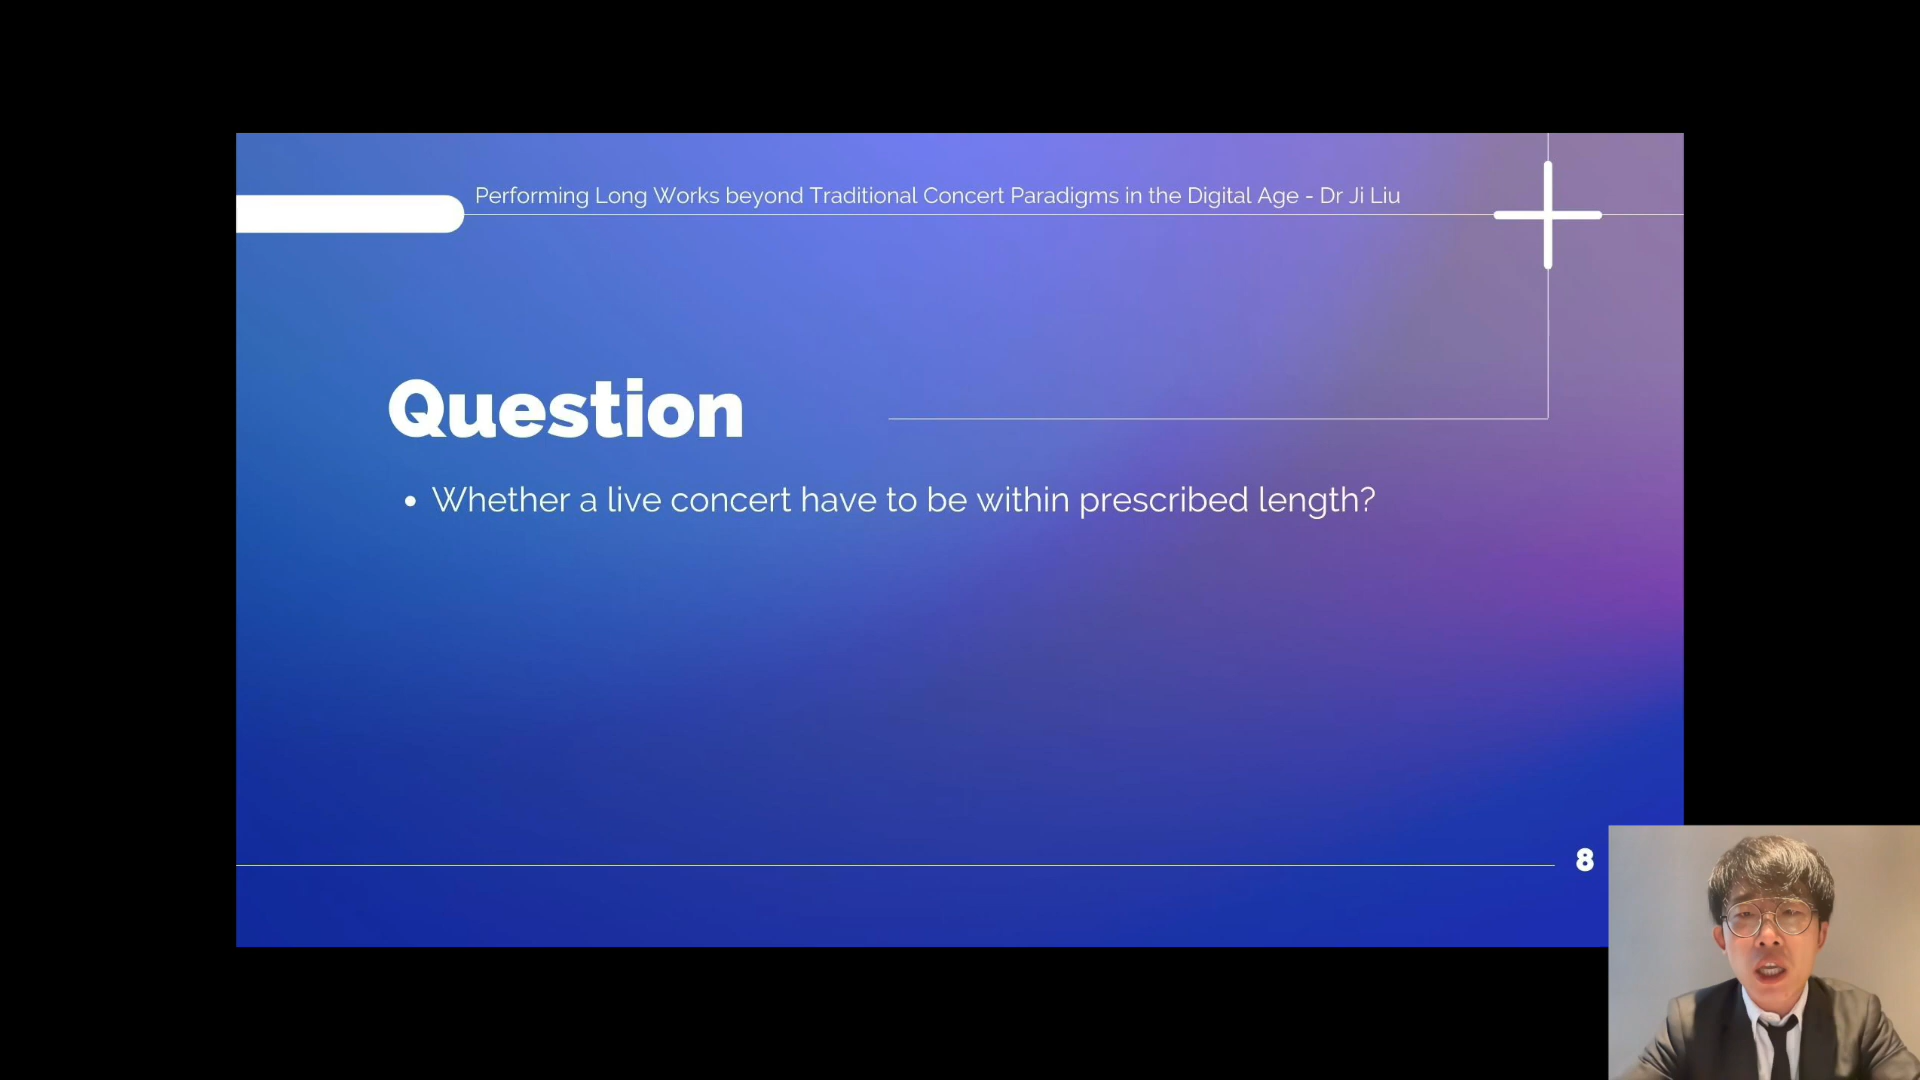 Performing Long Works beyond Traditional Concert Paradigms in the Digital Age - Dr Ji Liu
Question
• Whether a live concert have to be within prescribed length?
8